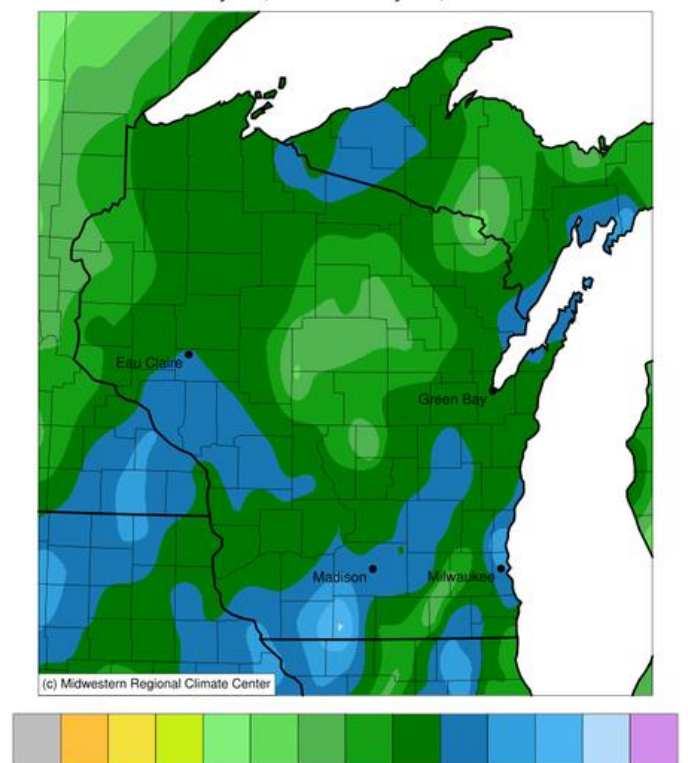 Eau Claire
Green Bay
Madison
Milwaukee
(c) Midwestern Regional Climate Center